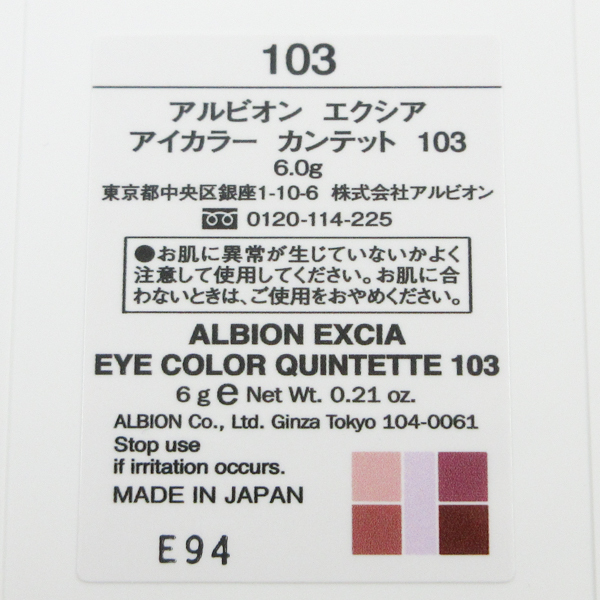 103
アルビオン エクシア
アイカラー カンテット 103
6.0g
東京都中央区銀座1-10-6 株式会社アルビオン
0120-114-225
●お肌に異常が生じていないかよく
注意して使用してください。お肌に合
わないときは、ご使用をおやめください。
ALBION EXCIA
EYE COLOR QUINTETTE 103
6 g ℮ Net Wt. 0.21 oz.
ALBION Co., Ltd. Ginza Tokyo 104-0061
Stop use
if irritation occurs.
MADE IN JAPAN
E94